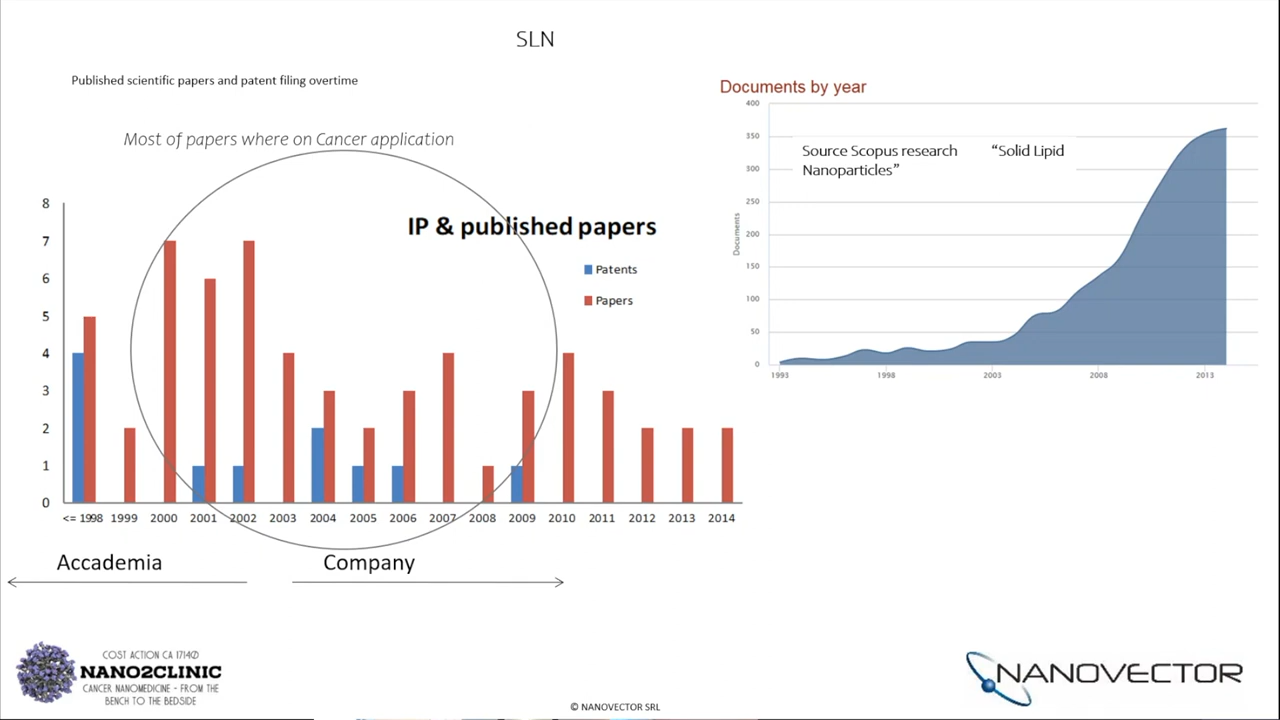 SLN
Published scientific papers and patent filing overtime
Most of papers where on Cancer application
IP & published papers
Patents
Papers
8
7
6
5
4
3
2
1
0
<= 1998 1999 2000 2001 2002 2003 2004 2005 2006 2007 2008 2009 2010 2011 2012 2013 2014
Accademia Company
Documents by year
Source Scopus research “Solid Lipid
Nanoparticles”
Documents
400
350
300
250
200
150
100
50
0
1993 1998 2003 2008 2013
COST ACTION CA 17140
NANO2CLINIC
CANCER NANOMEDICINE - FROM THE
BENCH TO THE BEDSIDE
© NANOVECTOR SRL
NANOVECTOR